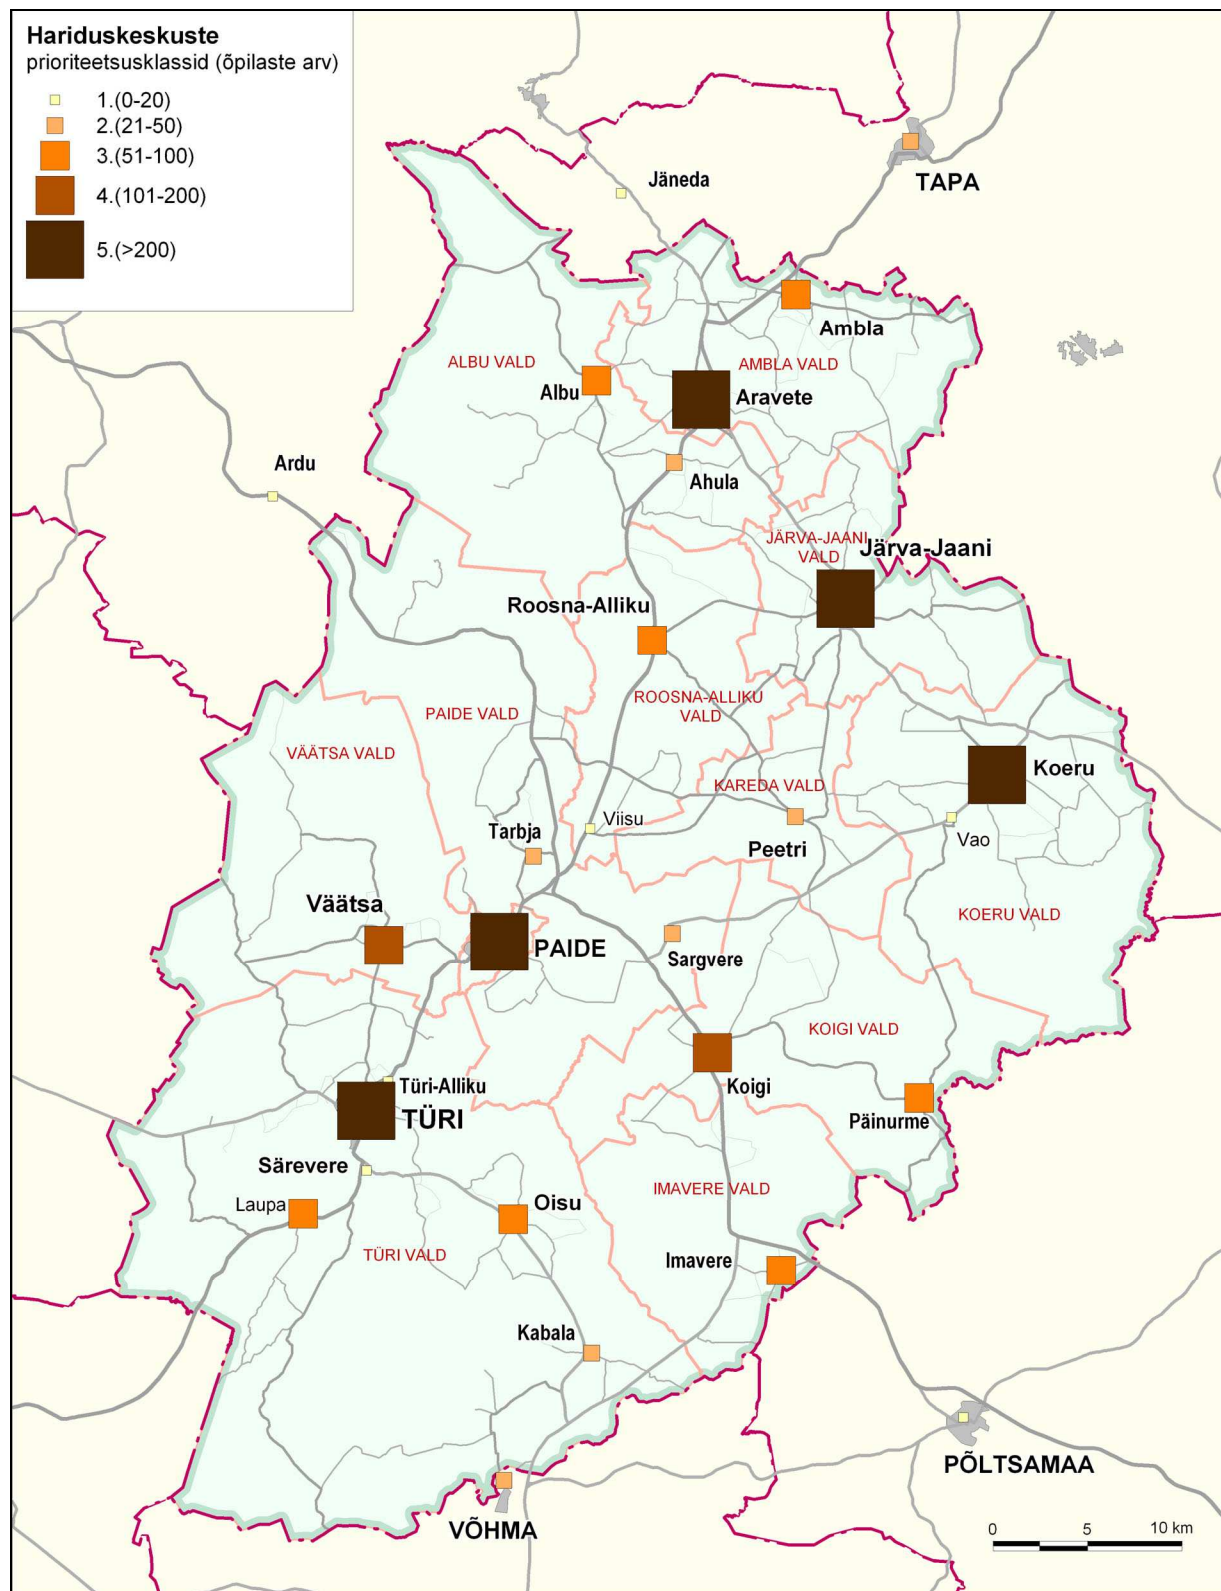 Hariduskeskuste
prioriteetsusklassid (õpilaste arv)
1.(0-20)
2.(21-50)
3.(51-100)
4.(101-200)
5.(>200)
TAPA
Jäneda
Ambla
ALBU VALD
AMBLA VALD
Albu
Aravete
Ardu
Ahula
JÄRVA-JAANI
VALD
Järva-Jaani
Roosna-Alliku
ROOSNA-ALLIKU
VALD
PAIDE VALD
VÄÄTSA VALD
Koeru
KAREDA VALD
Viisu
Tarbja
Peetri
Vao
Väätsa
KOERU VALD
PAIDE
Sargvere
KOIGI VALD
Türi-Alliku
Koigi
TÜRI
Päinurme
Särevere
IMAVERE VALD
Laupa
Oisu
TÜRI VALD
Imavere
Kabala
PÕLTSAMAA
VÕHMA
0 5 10 km